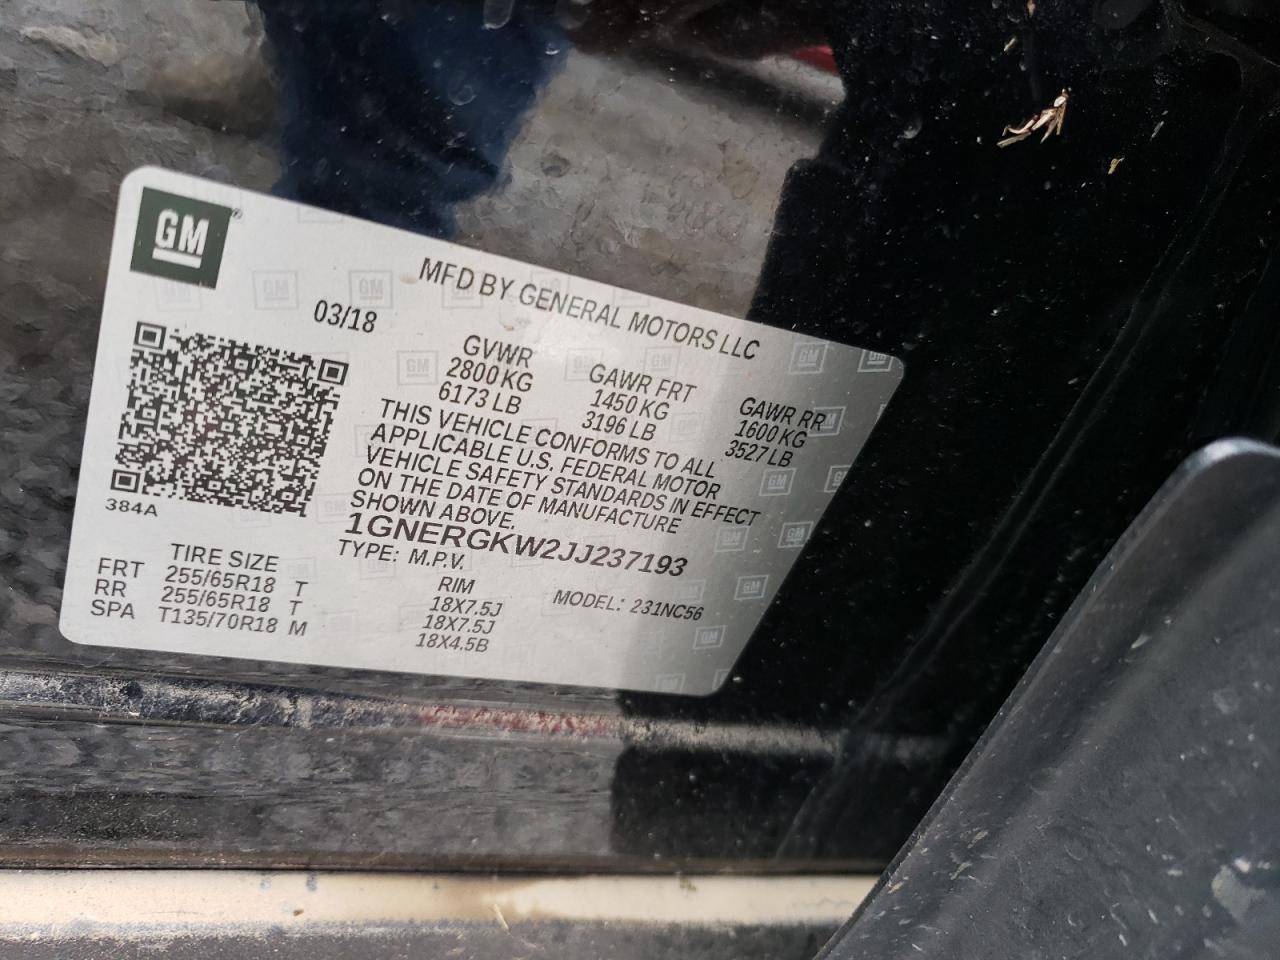 GM®
MFD BY GENERAL MOTORS LLC
03/18
GVWR GAWR FRT GAWR RR
2800 KG 1450 KG 1600 KG
6173 LB 3196 LB 3527 LB
THIS VEHICLE CONFORMS TO ALL
APPLICABLE U.S. FEDERAL MOTOR
VEHICLE SAFETY STANDARDS IN EFFECT
ON THE DATE OF MANUFACTURE
SHOWN ABOVE.
384A
1GNERGKW2JJ237193
TYPE: M.P.V. MODEL: 231NC56
TIRE SIZE RIM
FRT 255/65R18 T 18X7.5J
RR 255/65R18 T 18X7.5J
SPA T135/70R18 M 18X4.5B